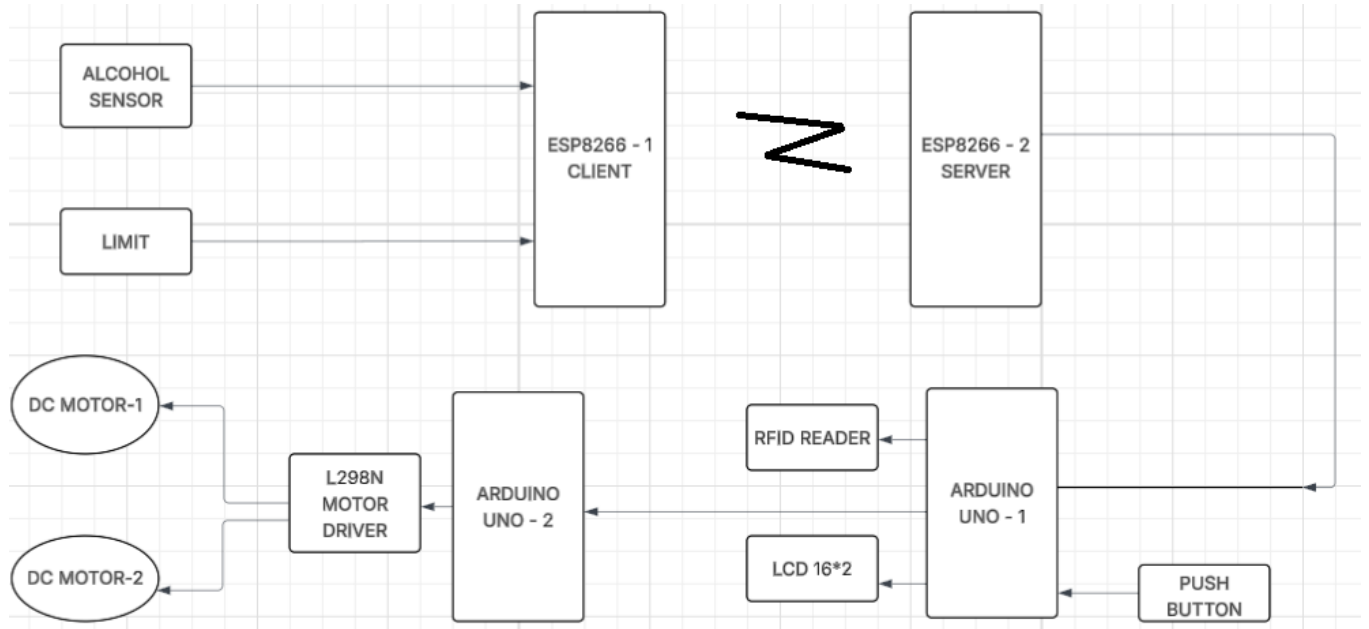 ALCOHOL
SENSOR
ESP8266 - 1
CLIENT
ESP8266 - 2
SERVER
LIMIT
DC MOTOR-1
L298N
MOTOR
DRIVER
DC MOTOR-2
ARDUINO
UNO - 2
RFID READER
LCD 16*2
ARDUINO
UNO - 1
PUSH
BUTTON